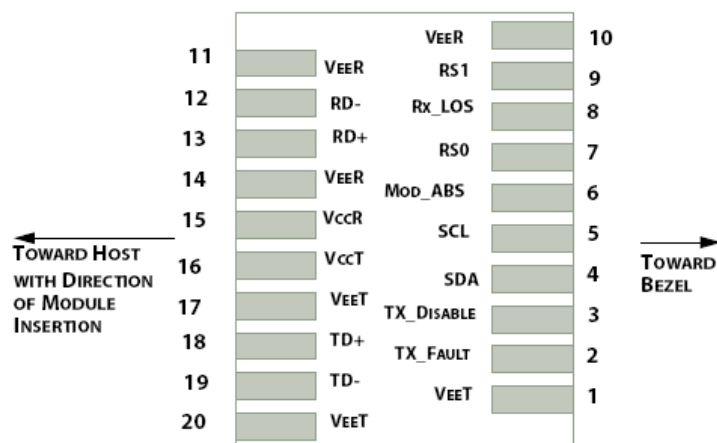 11 VEER
12 RD-
13 RD+
14 VEER
15 VCCR
16 VCCT
17 VEET
18 TD+
19 TD-
20 VEET
VEER 10
RS1 9
RX_LOS 8
RS0 7
MOD_ABS 6
SCL 5
SDA 4
TX_DISABLE 3
TX_FAULT 2
VEET 1
TOWARD HOST
WITH DIRECTION
OF MODULE
INSERTION
TOWARD
BEZEL